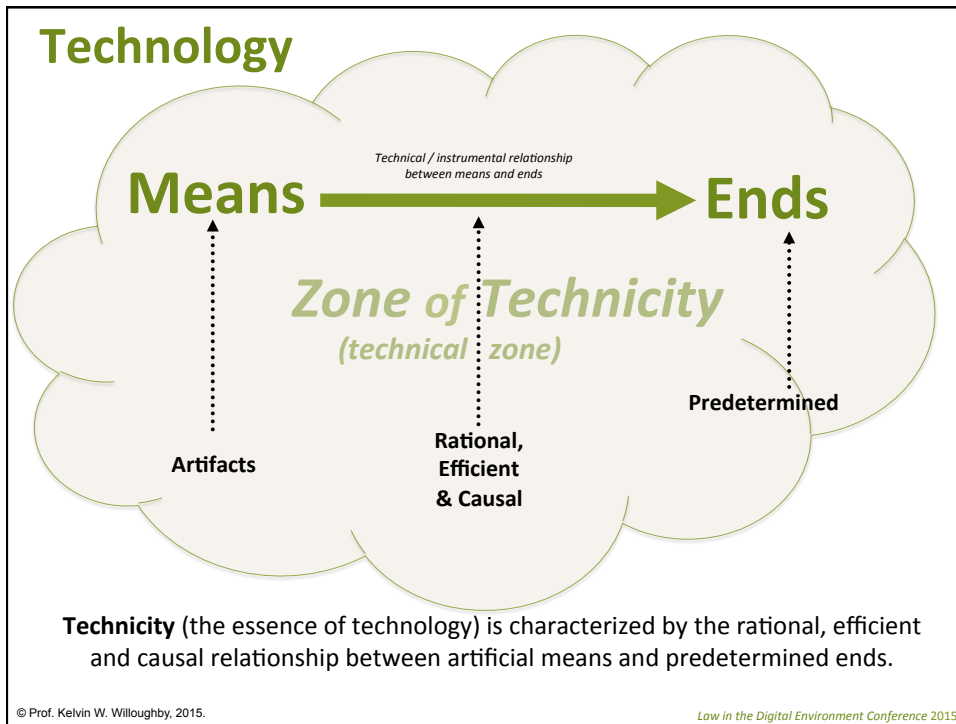 Technology
Technical / instrumental relationship
between means and ends
Means
Ends
Zone of Technicity
(technical zone)
Predetermined
Artifacts
Rational,
Efficient
& Causal
Technicity (the essence of technology) is characterized by the rational, efficient
and causal relationship between artificial means and predetermined ends.
© Prof. Kelvin W. Willoughby, 2015.
Law in the Digital Environment Conference 2015